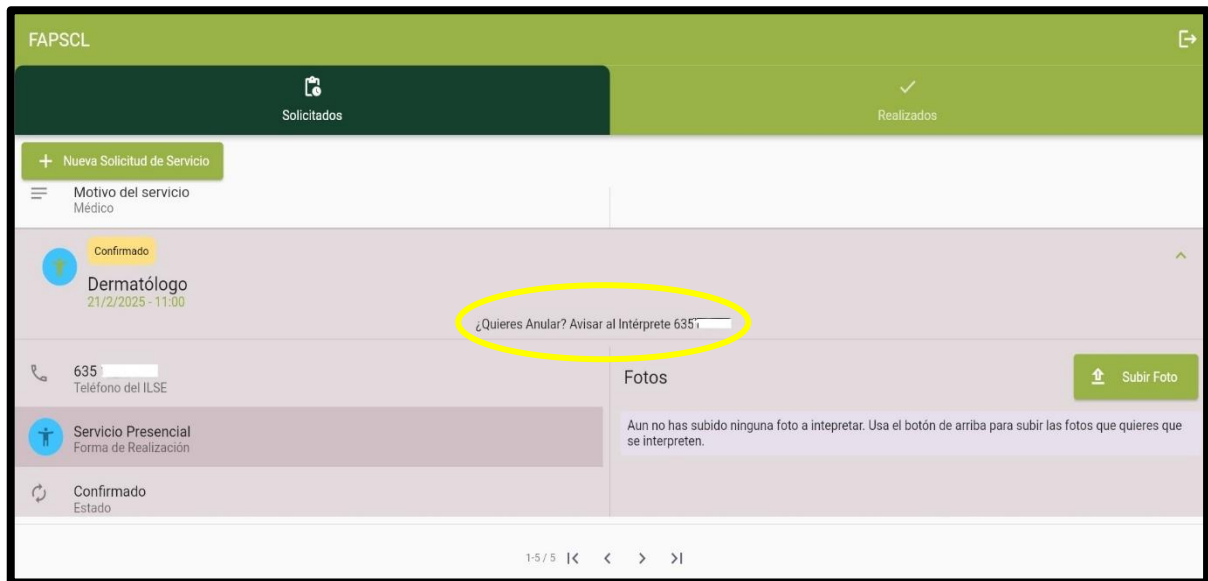 FAPSCL
Solicitados
Realizados
+ Nueva Solicitud de Servicio
Motivo del servicio
Médico
Confirmado
Dermatólogo
21/2/2025 - 11:00
¿Quieres Anular? Avisar al Intérprete 635
635
Teléfono del ILSE
Servicio Presencial
Forma de Realización
Confirmado
Estado
Fotos
Subir Foto
Aun no has subido ninguna foto a intepretar. Usa el botón de arriba para subir las fotos que quieres que
se interpreten.
1-5 / 5